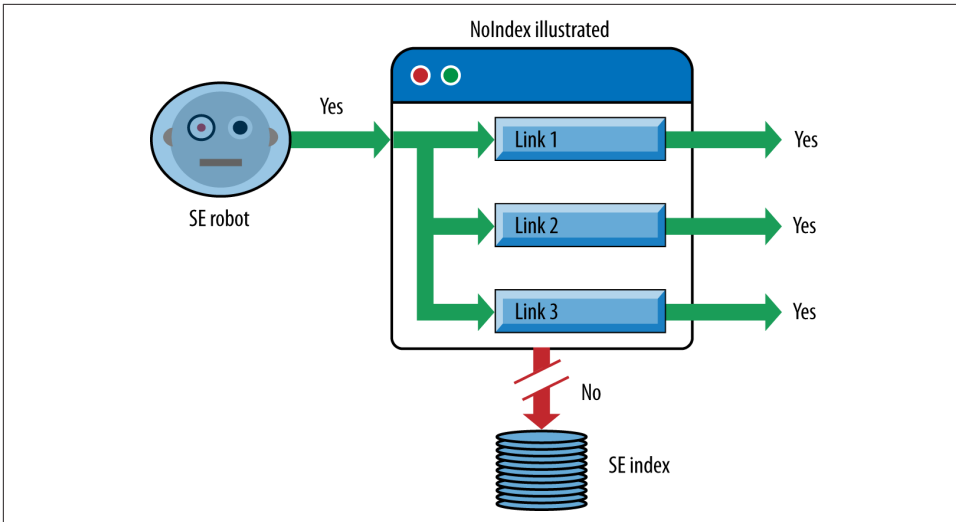 NoIndex illustrated
Yes
SE robot
Link 1
Yes
Link 2
Yes
Link 3
Yes
No
SE index